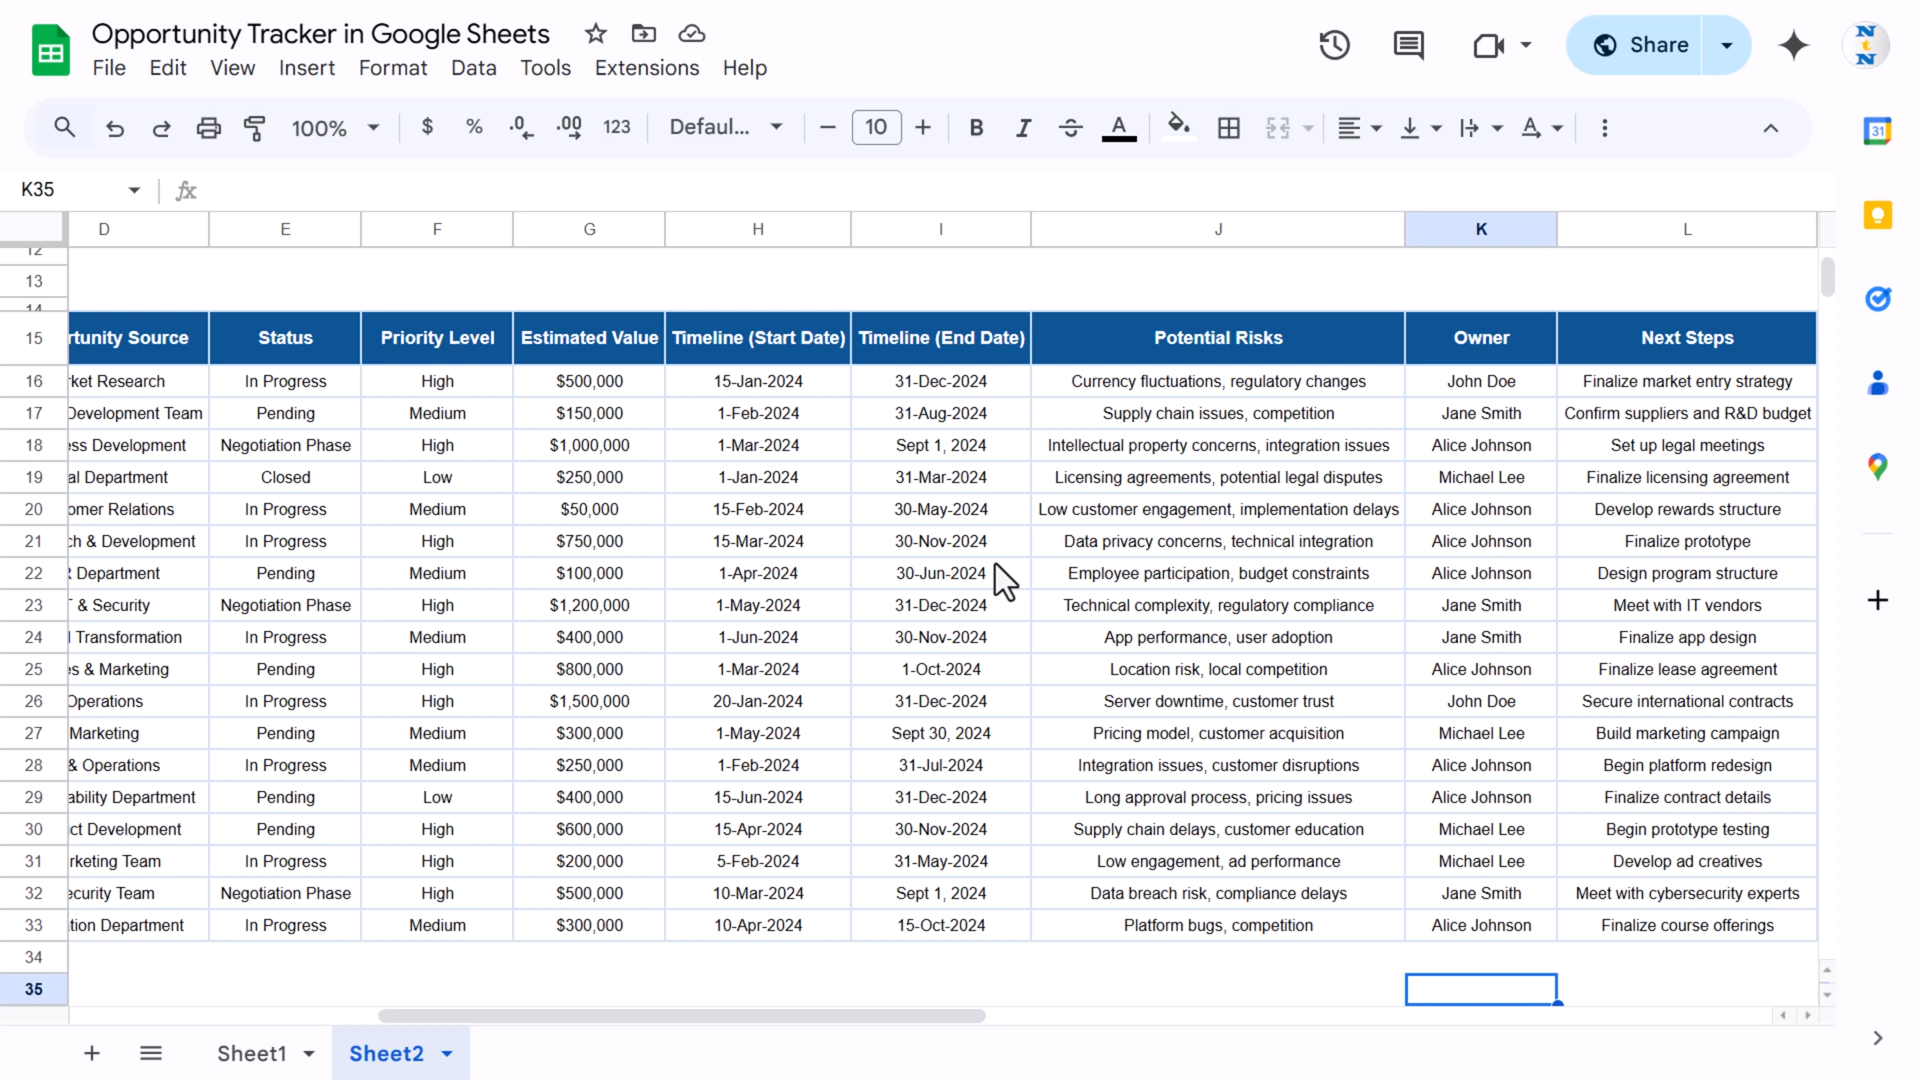 Opportunity Tracker in Google Sheets
File Edit View Insert Format Data Tools Extensions Help
Share
N t N
100% $ % .0 .00 123 Defaul... 10 B I A A
31
K35 fx
D E F G H I J K L
12
13
14
15 rtunity Source Status Priority Level Estimated Value Timeline (Start Date) Timeline (End Date) Potential Risks Owner Next Steps
16 rket Research In Progress High $500,000 15-Jan-2024 31-Dec-2024 Currency fluctuations, regulatory changes John Doe Finalize market entry strategy
17 Development Team Pending Medium $150,000 1-Feb-2024 31-Aug-2024 Supply chain issues, competition Jane Smith Confirm suppliers and R&D budget
18 ess Development Negotiation Phase High $1,000,000 1-Mar-2024 Sept 1, 2024 Intellectual property concerns, integration issues Alice Johnson Set up legal meetings
19 al Department Closed Low $250,000 1-Jan-2024 31-Mar-2024 Licensing agreements, potential legal disputes Michael Lee Finalize licensing agreement
20 omer Relations In Progress Medium $50,000 15-Feb-2024 30-May-2024 Low customer engagement, implementation delays Alice Johnson Develop rewards structure
21 ch & Development In Progress High $750,000 15-Mar-2024 30-Nov-2024 Data privacy concerns, technical integration Alice Johnson Finalize prototype
22 R Department Pending Medium $100,000 1-Apr-2024 30-Jun-2024 Employee participation, budget constraints Alice Johnson Design program structure
23 T & Security Negotiation Phase High $1,200,000 1-May-2024 31-Dec-2024 Technical complexity, regulatory compliance Jane Smith Meet with IT vendors
24 l Transformation In Progress Medium $400,000 1-Jun-2024 30-Nov-2024 App performance, user adoption Jane Smith Finalize app design
25 es & Marketing Pending High $800,000 1-Mar-2024 1-Oct-2024 Location risk, local competition Alice Johnson Finalize lease agreement
26 Operations In Progress High $1,500,000 20-Jan-2024 31-Dec-2024 Server downtime, customer trust John Doe Secure international contracts
27 Marketing Pending Medium $300,000 1-May-2024 Sept 30, 2024 Pricing model, customer acquisition Michael Lee Build marketing campaign
28 & Operations In Progress Medium $250,000 1-Feb-2024 31-Jul-2024 Integration issues, customer disruptions Alice Johnson Begin platform redesign
29 ability Department Pending Low $400,000 15-Jun-2024 31-Dec-2024 Long approval process, pricing issues Alice Johnson Finalize contract details
30 ct Development Pending High $600,000 15-Apr-2024 30-Nov-2024 Supply chain delays, customer education Michael Lee Begin prototype testing
31 rketing Team In Progress High $200,000 5-Feb-2024 31-May-2024 Low engagement, ad performance Michael Lee Develop ad creatives
32 ecurity Team Negotiation Phase High $500,000 10-Mar-2024 Sept 1, 2024 Data breach risk, compliance delays Jane Smith Meet with cybersecurity experts
33 tion Department In Progress Medium $300,000 10-Apr-2024 15-Oct-2024 Platform bugs, competition Alice Johnson Finalize course offerings
34
35
Sheet1 Sheet2